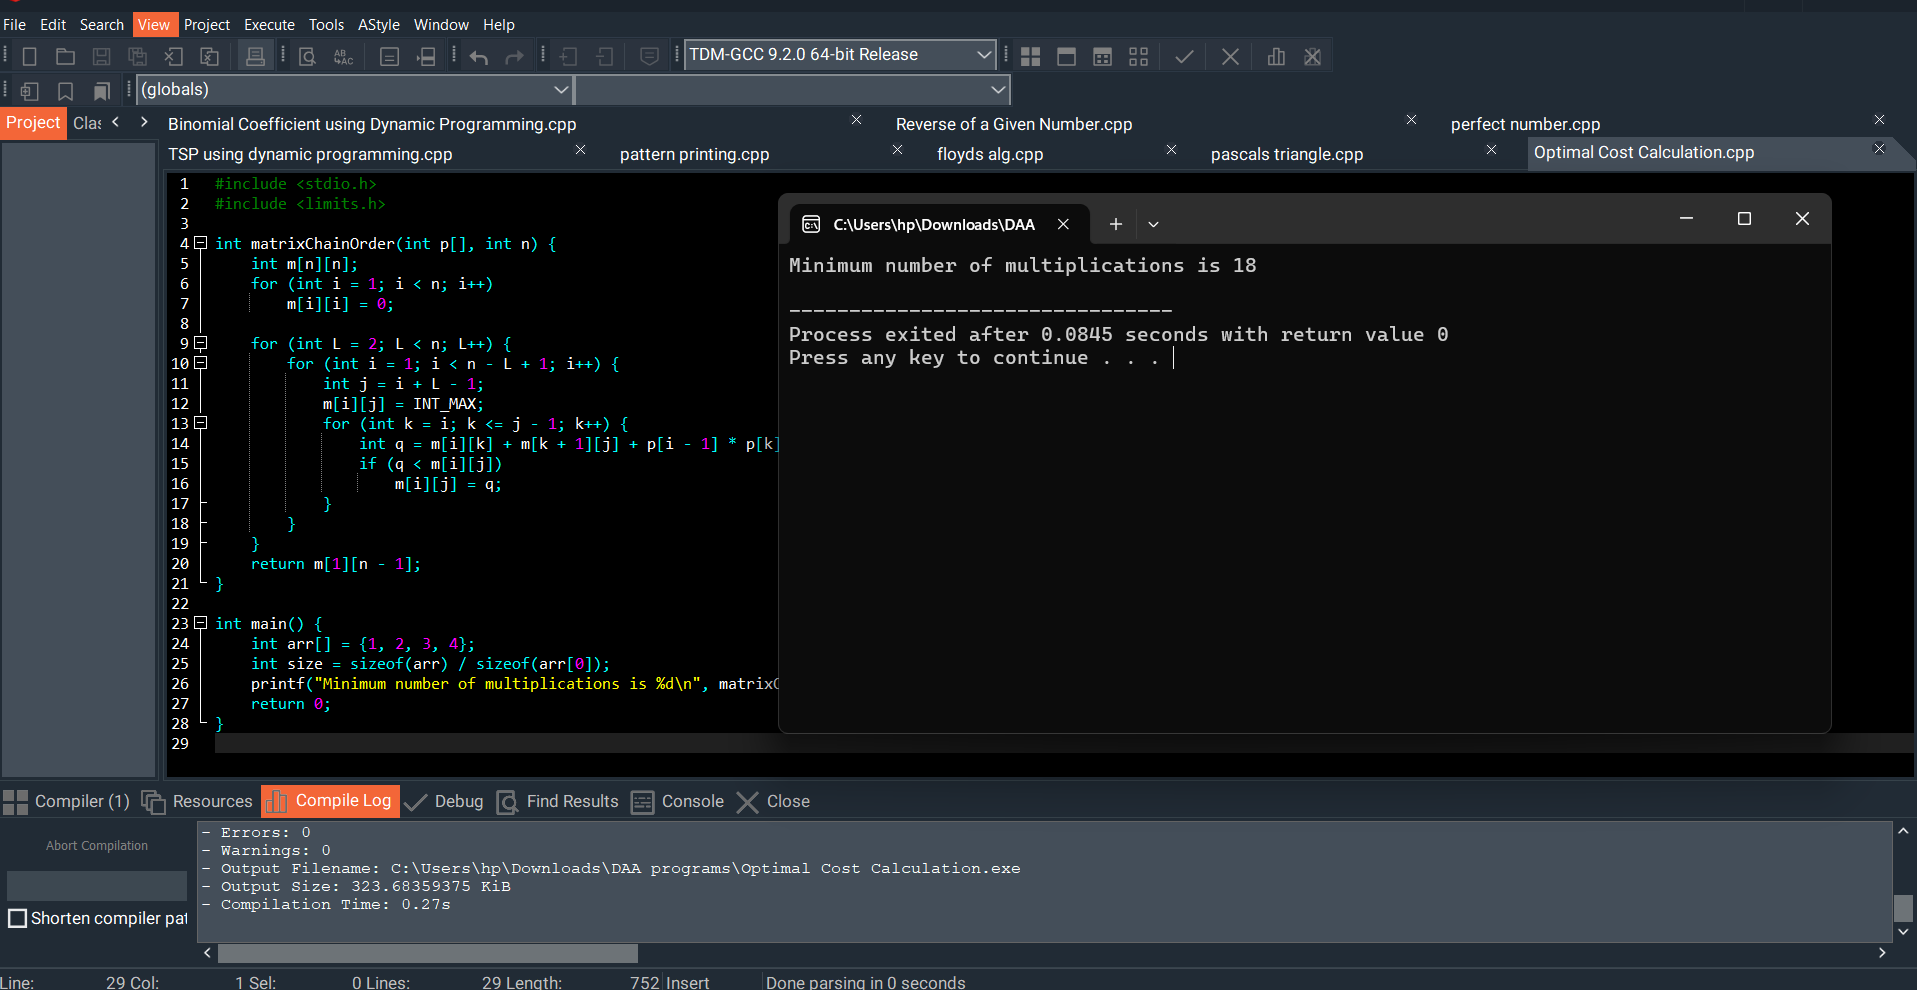 File Edit Search View Project Execute Tools AStyle Window Help
TDM-GCC 9.2.0 64-bit Release
(globals)
Project Clas
Binomial Coefficient using Dynamic Programming.cpp Reverse of a Given Number.cpp perfect number.cpp
TSP using dynamic programming.cpp pattern printing.cpp floyds alg.cpp pascals triangle.cpp Optimal Cost Calculation.cpp
1 #include <stdio.h>
2 #include <limits.h>
3
4 int matrixChainOrder(int p[], int n) {
5 int m[n][n];
6 for (int i = 1; i < n; i++)
7 m[i][i] = 0;
8
9 for (int L = 2; L < n; L++) {
10 for (int i = 1; i < n - L + 1; i++) {
11 int j = i + L - 1;
12 m[i][j] = INT_MAX;
13 for (int k = i; k <= j - 1; k++) {
14 int q = m[i][k] + m[k + 1][j] + p[i - 1] * p[k]
15 if (q < m[i][j])
16 m[i][j] = q;
17 }
18 }
19 }
20 return m[1][n - 1];
21 }
22
23 int main() {
24 int arr[] = {1, 2, 3, 4};
25 int size = sizeof(arr) / sizeof(arr[0]);
26 printf("Minimum number of multiplications is %d\n", matrixC
27 return 0;
28 }
29
C:\Users\hp\Downloads\DAA
Minimum number of multiplications is 18
--------------------------------
Process exited after 0.0845 seconds with return value 0
Press any key to continue . . .
Compiler (1) Resources Compile Log Debug Find Results Console Close
Abort Compilation
Shorten compiler pat
- Errors: 0
- Warnings: 0
- Output Filename: C:\Users\hp\Downloads\DAA programs\Optimal Cost Calculation.exe
- Output Size: 323.68359375 KiB
- Compilation Time: 0.27s
Line: 29 Col: 1 Sel: 0 Lines: 29 Length: 752 Insert Done parsing in 0 seconds